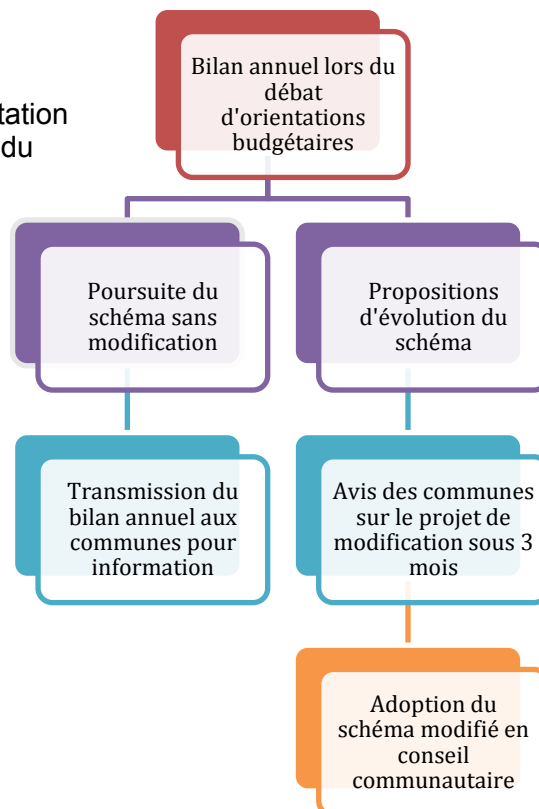 tation
du
Bilan annuel lors du
débat
d'orientations
budgétaires
Poursuite du
schéma sans
modification
Propositions
d'évolution du
schéma
Transmission du
bilan annuel aux
communes pour
information
Avis des communes
sur le projet de
modification sous 3
mois
Adoption du
schéma modifié en
conseil
communautaire